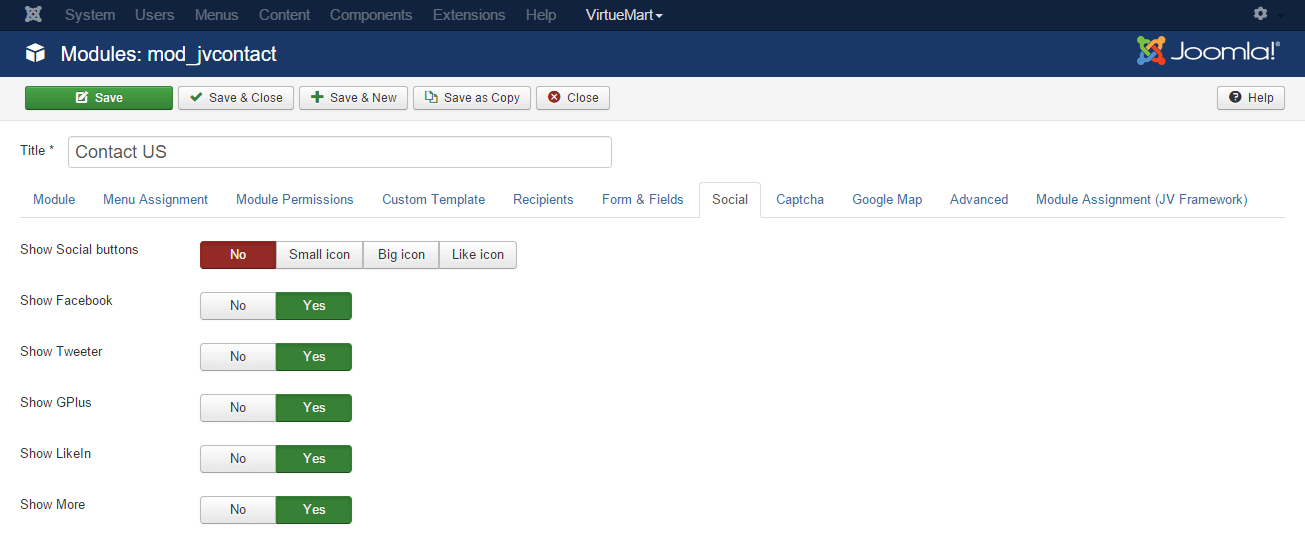 System Users Menus Content Components Extensions Help VirtueMart
Modules: mod_jvcontact Joomla!®
Save Save & Close Save & New Save as Copy Close Help
Title * Contact US
Module Menu Assignment Module Permissions Custom Template Recipients Form & Fields Social Captcha Google Map Advanced Module Assignment (JV Framework)
Show Social buttons No Small icon Big icon Like icon
Show Facebook No Yes
Show Tweeter No Yes
Show GPlus No Yes
Show LikeIn No Yes
Show More No Yes